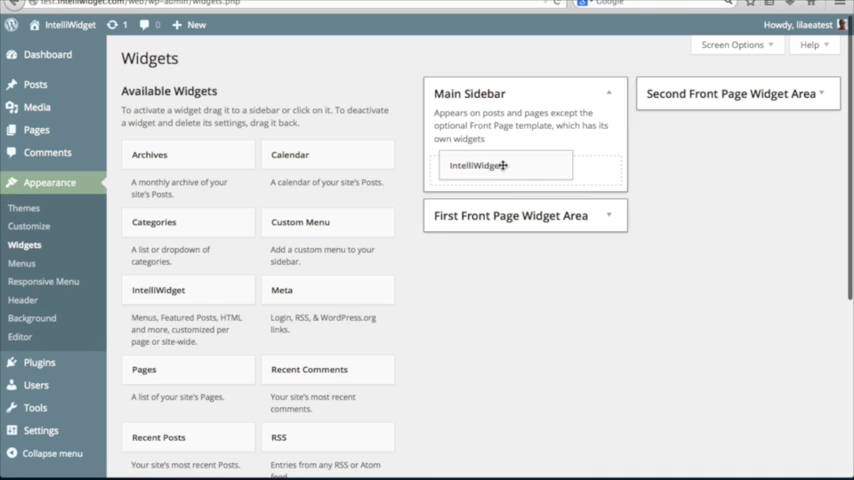 test.intelliwidget.com/web/wp-admin/widgets.php
Google
IntelliWidget
1
0
New
Howdy, lilaeatest
Screen Options
Help
Dashboard
Posts
Media
Pages
Comments
Appearance
Themes
Customize
Widgets
Menus
Responsive Menu
Header
Background
Editor
Plugins
Users
Tools
Settings
Collapse menu
Widgets
Available Widgets
To activate a widget drag it to a sidebar or click on it. To deactivate
a widget and delete its settings, drag it back.
Archives
A monthly archive of your
site's Posts.
Calendar
A calendar of your site's Posts.
Categories
A list or dropdown of
categories.
Custom Menu
Add a custom menu to your
sidebar.
IntelliWidget
Menus, Featured Posts, HTML
and more, customized per
page or site-wide.
Meta
Login, RSS, & WordPress.org
links.
Pages
A list of your site's Pages.
Recent Comments
Your site's most recent
comments.
Recent Posts
Your site's most recent Posts.
RSS
Entries from any RSS or Atom
feed.
Main Sidebar
Appears on posts and pages except the
optional Front Page template, which has its
own widgets
IntelliWidget
First Front Page Widget Area
Second Front Page Widget Area